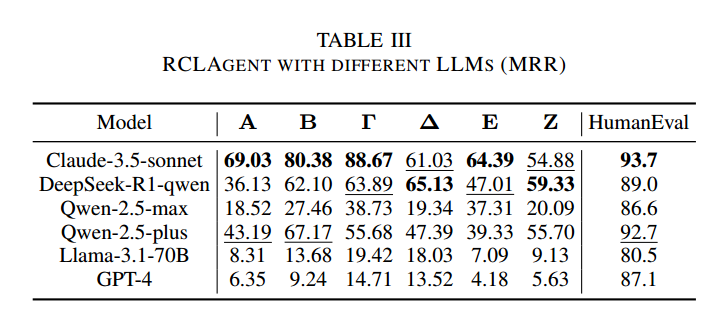 TABLE III
RCLAGENT WITH DIFFERENT LLMS (MRR)
Model A B Γ Δ E Z HumanEval
Claude-3.5-sonnet 69.03 80.38 88.67 61.03 64.39 54.88 93.7
DeepSeek-R1-qwen 36.13 62.10 63.89 65.13 47.01 59.33 89.0
Qwen-2.5-max 18.52 27.46 38.73 19.34 37.31 20.09 86.6
Qwen-2.5-plus 43.19 67.17 55.68 47.39 39.33 55.70 92.7
Llama-3.1-70B 8.31 13.68 19.42 18.03 7.09 9.13 80.5
GPT-4 6.35 9.24 14.71 13.52 4.18 5.63 87.1